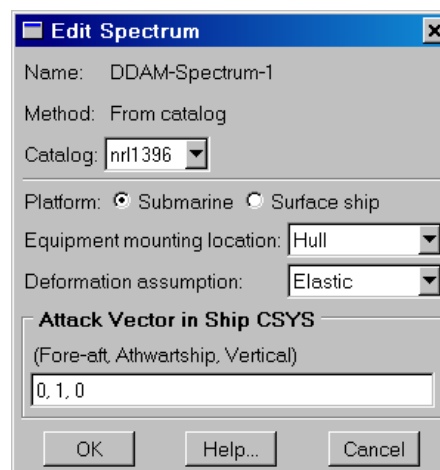 Edit Spectrum
Name: DDAM-Spectrum-1
Method: From catalog
Catalog: nrl1396
Platform: Submarine Surface ship
Equipment mounting location: Hull
Deformation assumption: Elastic
Attack Vector in Ship CSYS
(Fore-aft, Athwartship, Vertical)
0, 1, 0
OK Help... Cancel